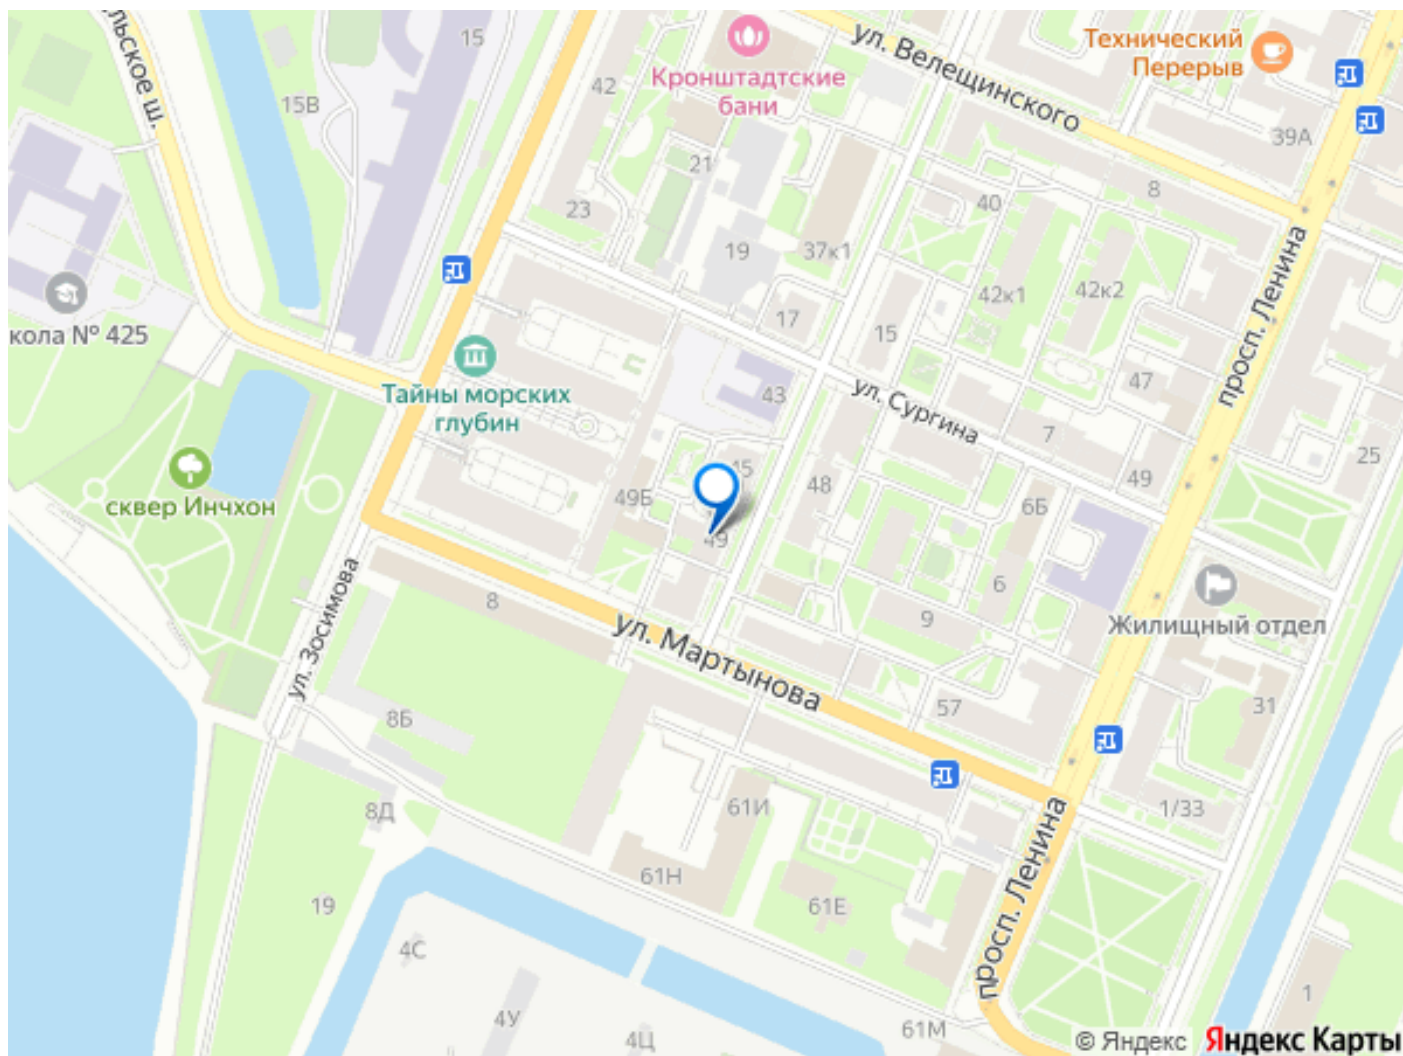 льское ш.
15
15В
42
Кронштадтские
бани
ул. Велещинского
Технический
Перерыв
39А
21
23
19
37к1
40
8
42к1
42к2
просп. Ленина
кола № 425
Тайны морских
глубин
17
15
43
ул. Сургина
47
7
49
25
сквер Инчхон
45
49Б
49
48
6Б
6
9
Жилищный отдел
ул. Зосимова
8
ул. Мартынова
57
31
8Б
8Д
61И
1/33
просп. Ленина
61Н
61Е
19
4С
4У
4Ц
61М
1
© Яндекс Яндекс Карты